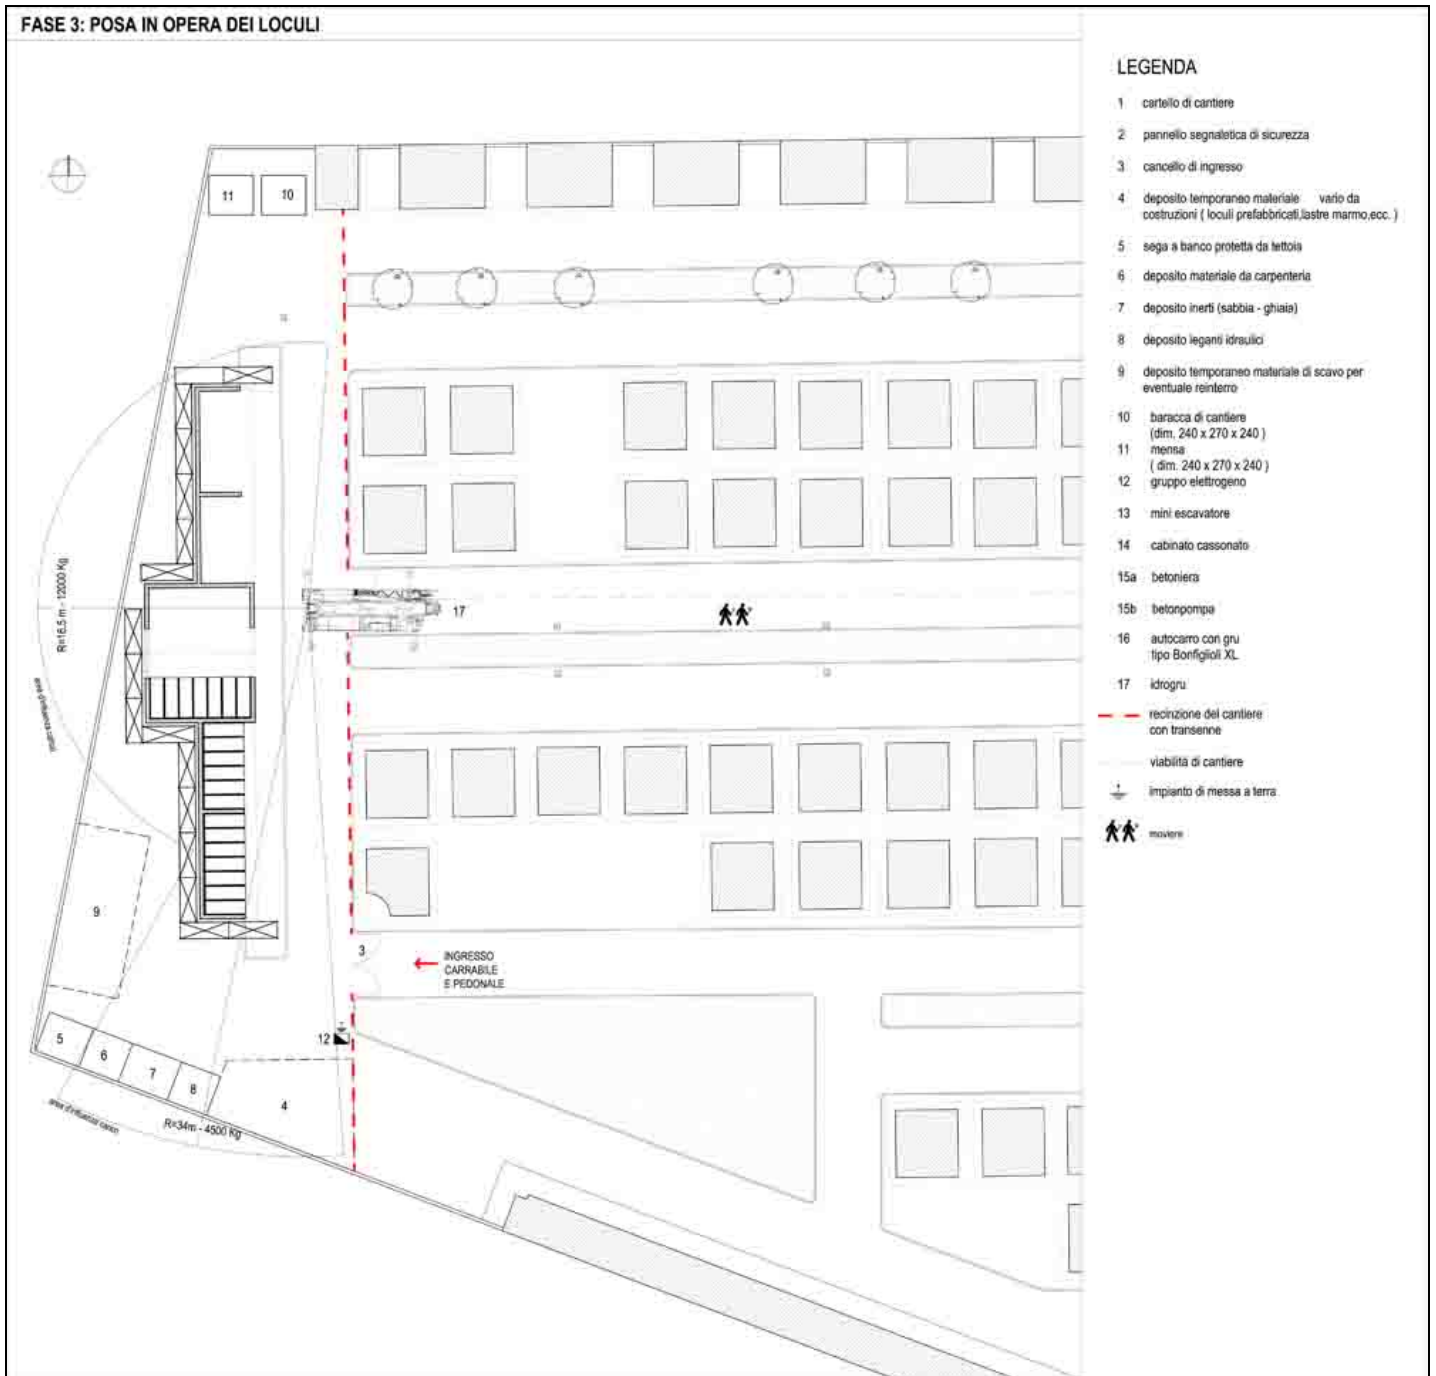 FASE 3: POSA IN OPERA DEI LOCULI
LEGENDA
1 cartello di cantiere
2 pannello segnaletica di sicurezza
3 cancello di ingresso
4 deposito temporaneo materiale vario da
costruzioni ( loculi prefabbricati,lastre marmo,ecc. )
5 sega a banco protetta da tettoia
6 deposito materiale da carpenteria
7 deposito inerti (sabbia - ghiaia)
8 deposito leganti idraulici
9 deposito temporaneo materiale di scavo per
eventuale reinterro
10 baracca di cantiere
(dim. 240 x 270 x 240 )
11 mensa
( dim. 240 x 270 x 240 )
12 gruppo elettrogeno
13 mini escavatore
14 cabinato cassonato
15a betoniera
15b betonpompa
16 autocarro con gru
tipo Bonfiglioli XL
17 idrogru
recinzione del cantiere
con transenne
viabilità di cantiere
impianto di messa a terra
moviere
11
10
R=16.5 m - 12000 Kg
area d'influenza carichi
17
9
3
INGRESSO
CARRABILE
E PEDONALE
12
5
6
7
8
4
area d'influenza carichi
R=34m - 4500 Kg